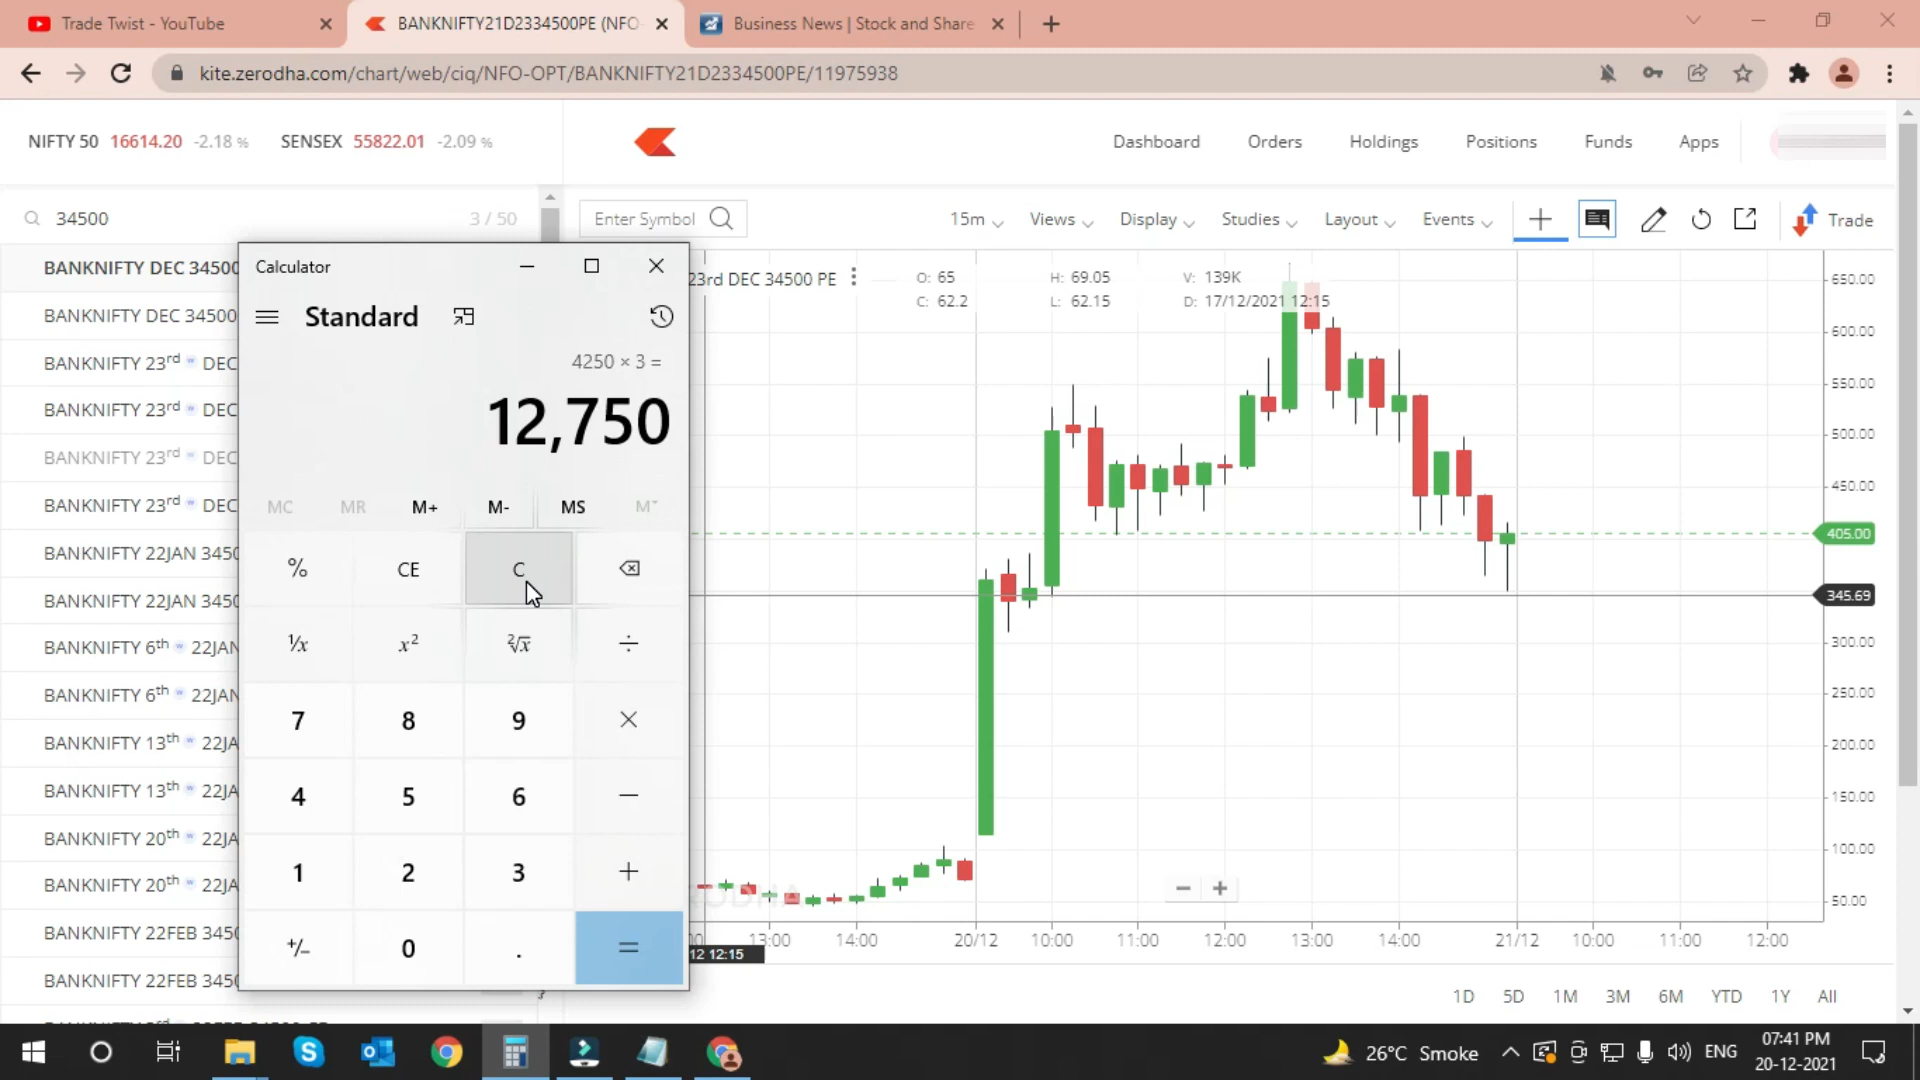 Trade Twist - YouTube
BANKNIFTY21D2334500PE (NFO-
Business News | Stock and Share
kite.zerodha.com/chart/web/ciq/NFO-OPT/BANKNIFTY21D2334500PE/11975938
NIFTY 50 16614.20 -2.18 %
SENSEX 55822.01 -2.09 %
Dashboard
Orders
Holdings
Positions
Funds
Apps
34500
3 / 50
Enter Symbol
15m
Views
Display
Studies
Layout
Events
Trade
BANKNIFTY DEC 34500
BANKNIFTY DEC 34500
BANKNIFTY 23rd w DEC
BANKNIFTY 23rd w DEC
BANKNIFTY 23rd w DEC
BANKNIFTY 23rd w DEC
BANKNIFTY 22JAN 3450
BANKNIFTY 22JAN 3450
BANKNIFTY 6th w 22JAN
BANKNIFTY 6th w 22JAN
BANKNIFTY 13th w 22JA
BANKNIFTY 13th w 22JA
BANKNIFTY 20th w 22JA
BANKNIFTY 20th w 22JA
BANKNIFTY 22FEB 3450
BANKNIFTY 22FEB 3450
Calculator
Standard
4250 × 3 =
12,750
MC MR M+ M- MS M˅
% CE C
⅟x x² ²√x ÷
7 8 9 ×
4 5 6 −
1 2 3 +
+/− 0 . =
23rd DEC 34500 PE
O: 65 H: 69.05 V: 139K
C: 62.2 L: 62.15 D: 17/12/2021 12:15
650.00
600.00
550.00
500.00
450.00
405.00
345.69
300.00
250.00
200.00
150.00
100.00
50.00
13:00 14:00 20/12 10:00 11:00 12:00 13:00 14:00 21/12 10:00 11:00 12:00
12 12:15
1D 5D 1M 3M 6M YTD 1Y All
26°C Smoke
ENG
07:41 PM
20-12-2021